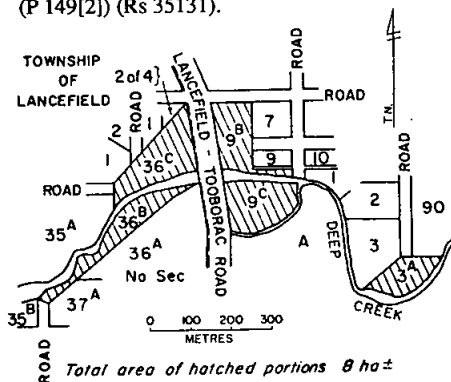 (P 149[2]) (Rs 35131).
TOWNSHIP
OF
LANCEFIELD
2 of 4}
LANCEFIELD - TOOBORAC ROAD
ROAD
ROAD
ROAD
T.N.
ROAD
2
1
1
1
36C
9B
7
9
10
1
ROAD
36B
9C
2
90
35A
36A
A
DEEP
3
No Sec
3A
37A
CREEK
35B
ROAD
0 100 200 300
METRES
Total area of hatched portions 8 ha±